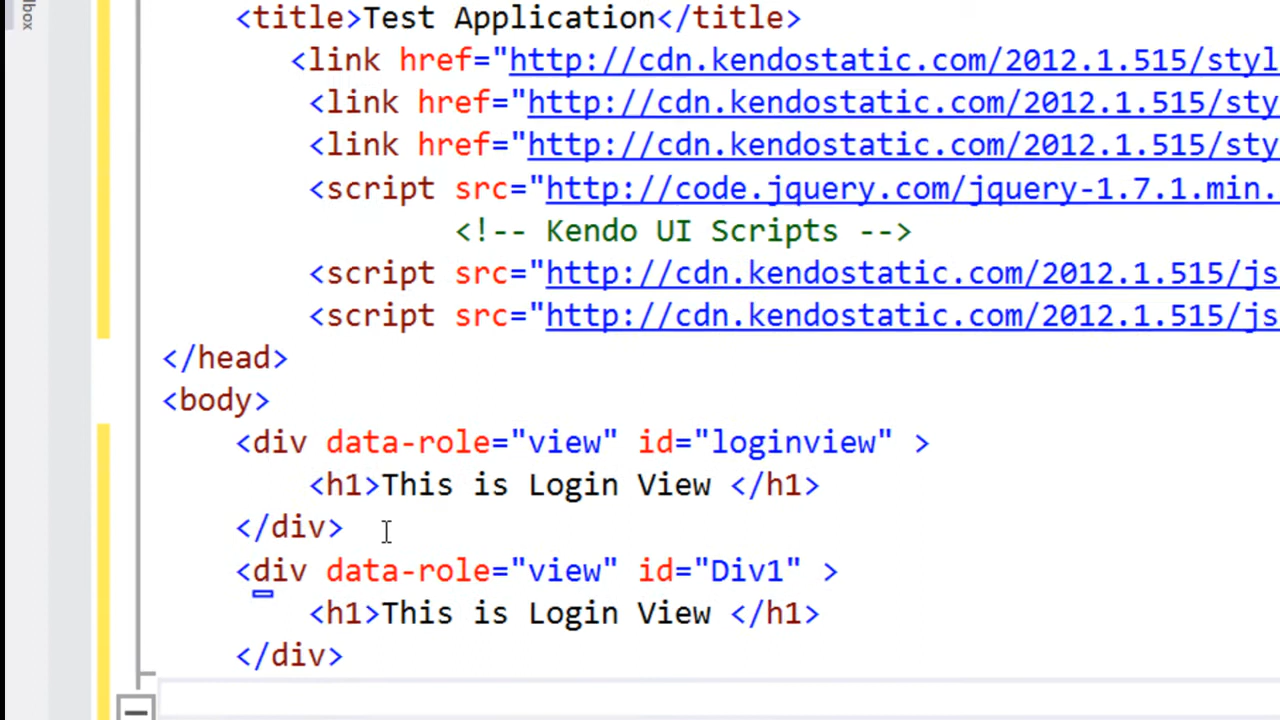 lbox
<title>Test Application</title>
<link href="http://cdn.kendostatic.com/2012.1.515/styl
<link href="http://cdn.kendostatic.com/2012.1.515/sty
<link href="http://cdn.kendostatic.com/2012.1.515/sty
<script src="http://code.jquery.com/jquery-1.7.1.min.
<!-- Kendo UI Scripts -->
<script src="http://cdn.kendostatic.com/2012.1.515/js
<script src="http://cdn.kendostatic.com/2012.1.515/js
</head>
<body>
<div data-role="view" id="loginview" >
<h1>This is Login View </h1>
</div>
<div data-role="view" id="Div1" >
<h1>This is Login View </h1>
</div>